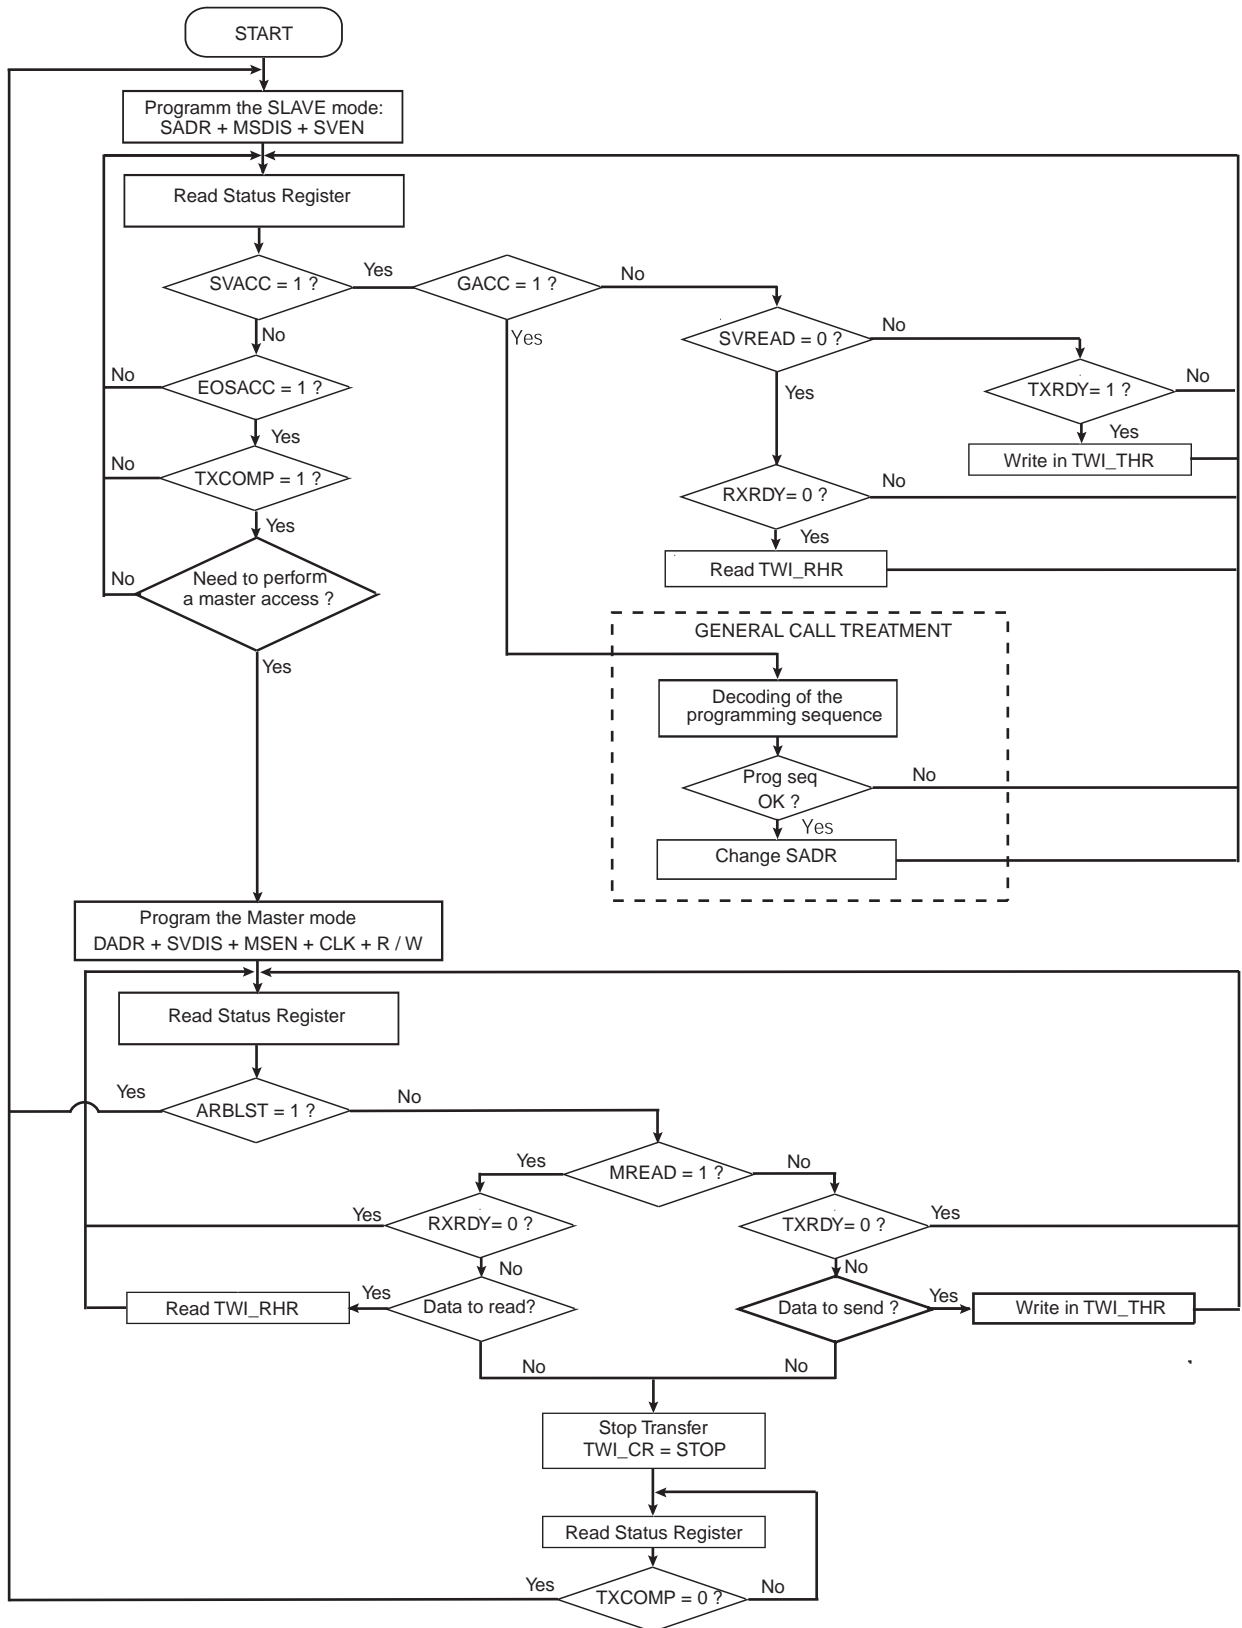 START
Programm the SLAVE mode:
SADR + MSDIS + SVEN
Read Status Register
SVACC = 1 ?
Yes
GACC = 1 ?
No
No
Yes
SVREAD = 0 ?
No
EOSACC = 1 ?
No
Yes
Yes
TXRDY= 1 ?
No
Yes
Write in TWI_THR
TXCOMP = 1 ?
No
Yes
RXRDY= 0 ?
No
Yes
Read TWI_RHR
Need to perform
a master access ?
No
Yes
GENERAL CALL TREATMENT
Decoding of the
programming sequence
Prog seq
OK ?
No
Yes
Change SADR
Program the Master mode
DADR + SVDIS + MSEN + CLK + R / W
Read Status Register
Yes
ARBLST = 1 ?
No
Yes
MREAD = 1 ?
No
Yes
RXRDY= 0 ?
TXRDY= 0 ?
Yes
No
No
Read TWI_RHR
Yes
Data to read?
Data to send ?
Yes
Write in TWI_THR
No
No
Stop Transfer
TWI_CR = STOP
Read Status Register
Yes
TXCOMP = 0 ?
No